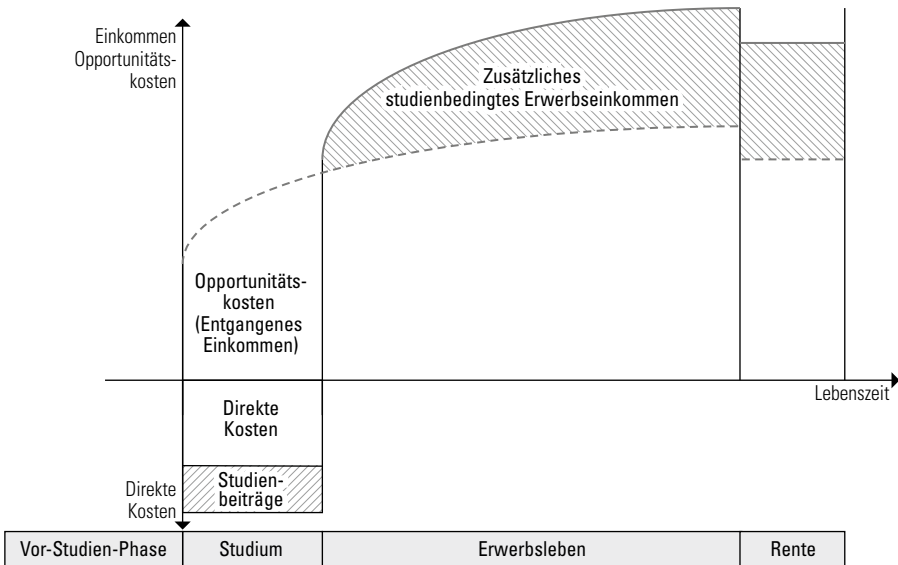 Einkommen
Opportunitäts-
kosten
Zusätzliches
studienbedingtes Erwerbseinkommen
Opportunitäts-
kosten
(Entgangenes
Einkommen)
Lebenszeit
Direkte
Kosten
Studien-
beiträge
Direkte
Kosten
Vor-Studien-Phase
Studium
Erwerbsleben
Rente